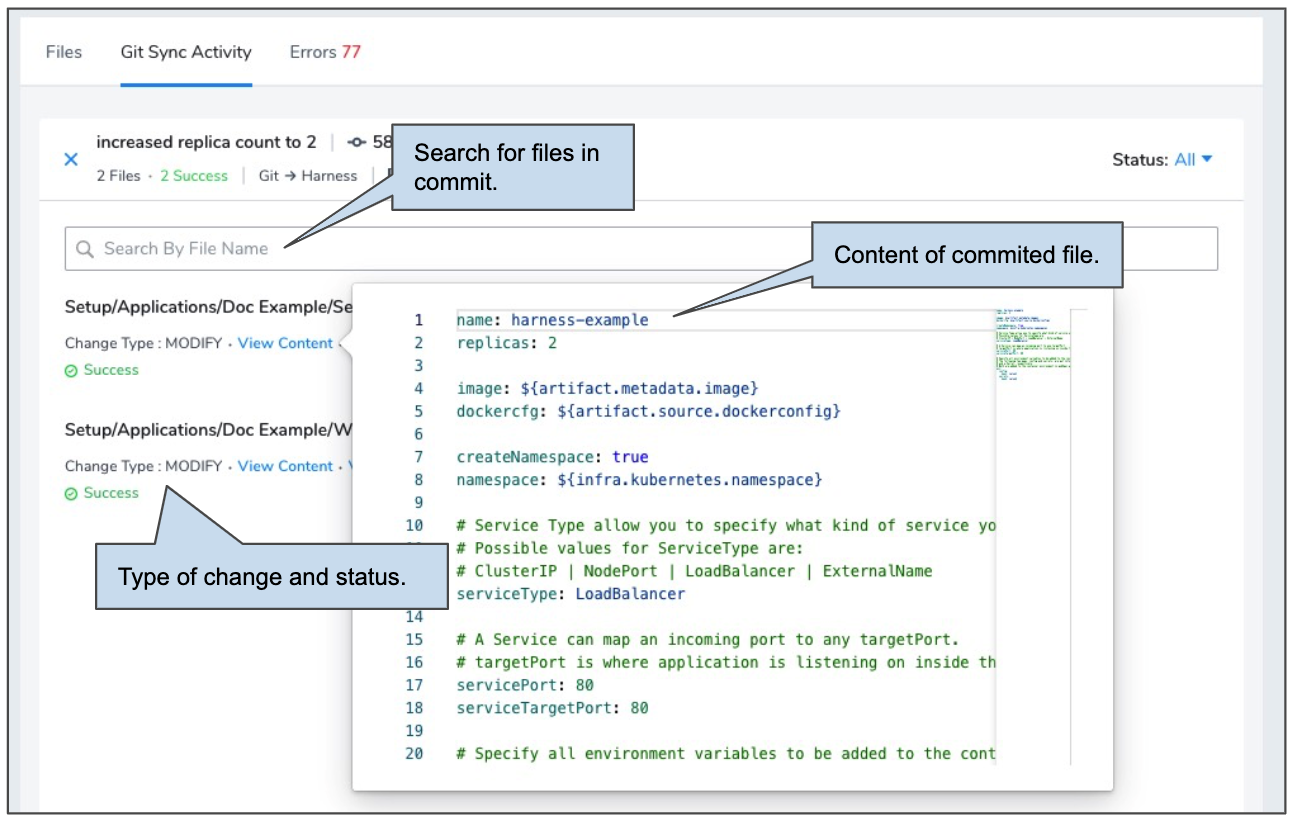 Files Git Sync Activity Errors 77
increased replica count to 2 58
Search for files in
commit.
2 Files · 2 Success Git → Harness
Status: All
Search By File Name
Content of commited file.
Setup/Applications/Doc Example/Se
Change Type : MODIFY · View Content
Success
Setup/Applications/Doc Example/W
Change Type : MODIFY · View Content ·
Success
Type of change and status.
1 name: harness-example
2 replicas: 2
3
4 image: ${artifact.metadata.image}
5 dockercfg: ${artifact.source.dockerconfig}
6
7 createNamespace: true
8 namespace: ${infra.kubernetes.namespace}
9
10 # Service Type allow you to specify what kind of service yo
# Possible values for ServiceType are:
# ClusterIP | NodePort | LoadBalancer | ExternalName
serviceType: LoadBalancer
14
15 # A Service can map an incoming port to any targetPort.
16 # targetPort is where application is listening on inside th
17 servicePort: 80
18 serviceTargetPort: 80
19
20 # Specify all environment variables to be added to the cont